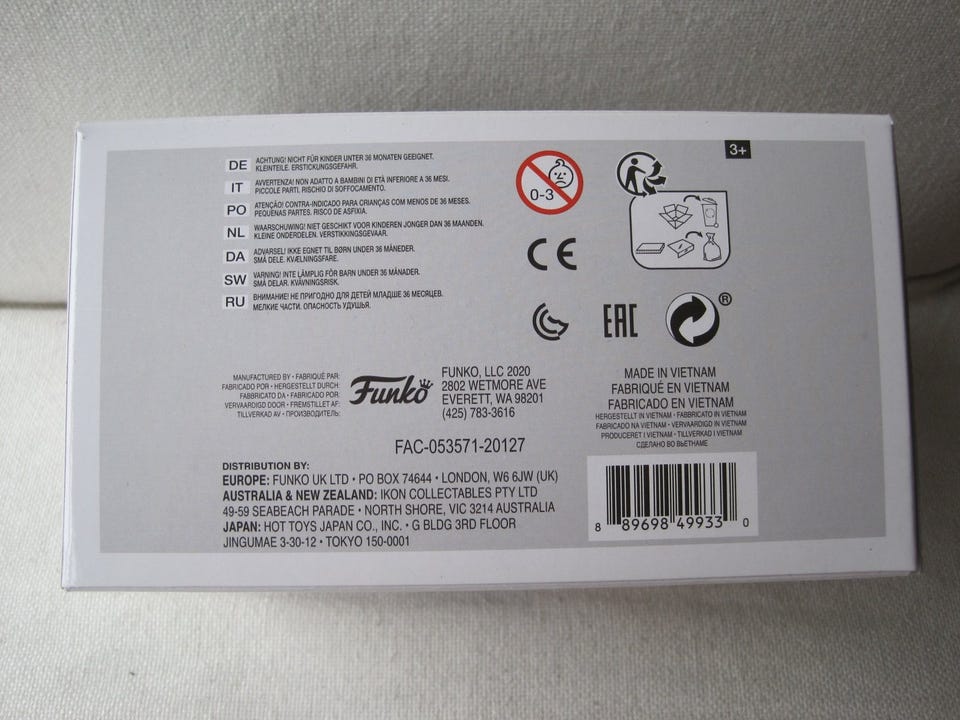 3+
DE ACHTUNG! NICHT FÜR KINDER UNTER 36 MONATEN GEEIGNET.
KLEINTEILE. ERSTICKUNGSGEFAHR.
IT AVVERTENZA! NON ADATTO A BAMBINI DI ETÀ INFERIORE A 36 MESI.
PICCOLE PARTI. RISCHIO DI SOFFOCAMENTO.
PO ATENÇÃO! CONTRA-INDICADO PARA CRIANÇAS COM MENOS DE 36 MESES.
PEQUENAS PARTES. RISCO DE ASFIXIA.
NL WAARSCHUWING! NIET GESCHIKT VOOR KINDEREN JONGER DAN 36 MAANDEN.
KLEINE ONDERDELEN. VERSTIKKINGSGEVAAR.
DA ADVARSEL! IKKE EGNET TIL BØRN UNDER 36 MÅNEDER.
SMÅ DELE. KVÆLNINGSFARE.
SW VARNING! INTE LÄMPLIG FÖR BARN UNDER 36 MÅNADER.
SMÅ DELAR. KVÄVNINGSRISK.
RU ВНИМАНИЕ! НЕ ПРИГОДНО ДЛЯ ДЕТЕЙ МЛАДШЕ 36 МЕСЯЦЕВ.
МЕЛКИЕ ЧАСТИ. ОПАСНОСТЬ УДУШЬЯ.
0-3
CE
EAC
®
MANUFACTURED BY • FABRIQUÉ PAR:
FABRICADO POR • HERGESTELLT DURCH:
FABBRICATO DA • FABRICADO POR:
VERVAARDIGD DOOR • FREMSTILLET AF:
TILLVERKAD AV • ПРОИЗВОДИТЕЛЬ:
Funko
FUNKO, LLC 2020
2802 WETMORE AVE
EVERETT, WA 98201
(425) 783-3616
FAC-053571-20127
DISTRIBUTION BY:
EUROPE: FUNKO UK LTD • PO BOX 74644 • LONDON, W6 6JW (UK)
AUSTRALIA & NEW ZEALAND: IKON COLLECTABLES PTY LTD
49-59 SEABEACH PARADE • NORTH SHORE, VIC 3214 AUSTRALIA
JAPAN: HOT TOYS JAPAN CO., INC. • G BLDG 3RD FLOOR
JINGUMAE 3-30-12 • TOKYO 150-0001
MADE IN VIETNAM
FABRIQUÉ EN VIETNAM
FABRICADO EN VIETNAM
HERGESTELLT IN VIETNAM • FABBRICATO IN VIETNAM
FABRICADO NA VIETNAM • VERVAARDIGD IN VIETNAM
PRODUCERET I VIETNAM • TILLVERKAD I VIETNAM
СДЕЛАНО ВО ВЬЕТНАМЕ
8 89698 49933 0